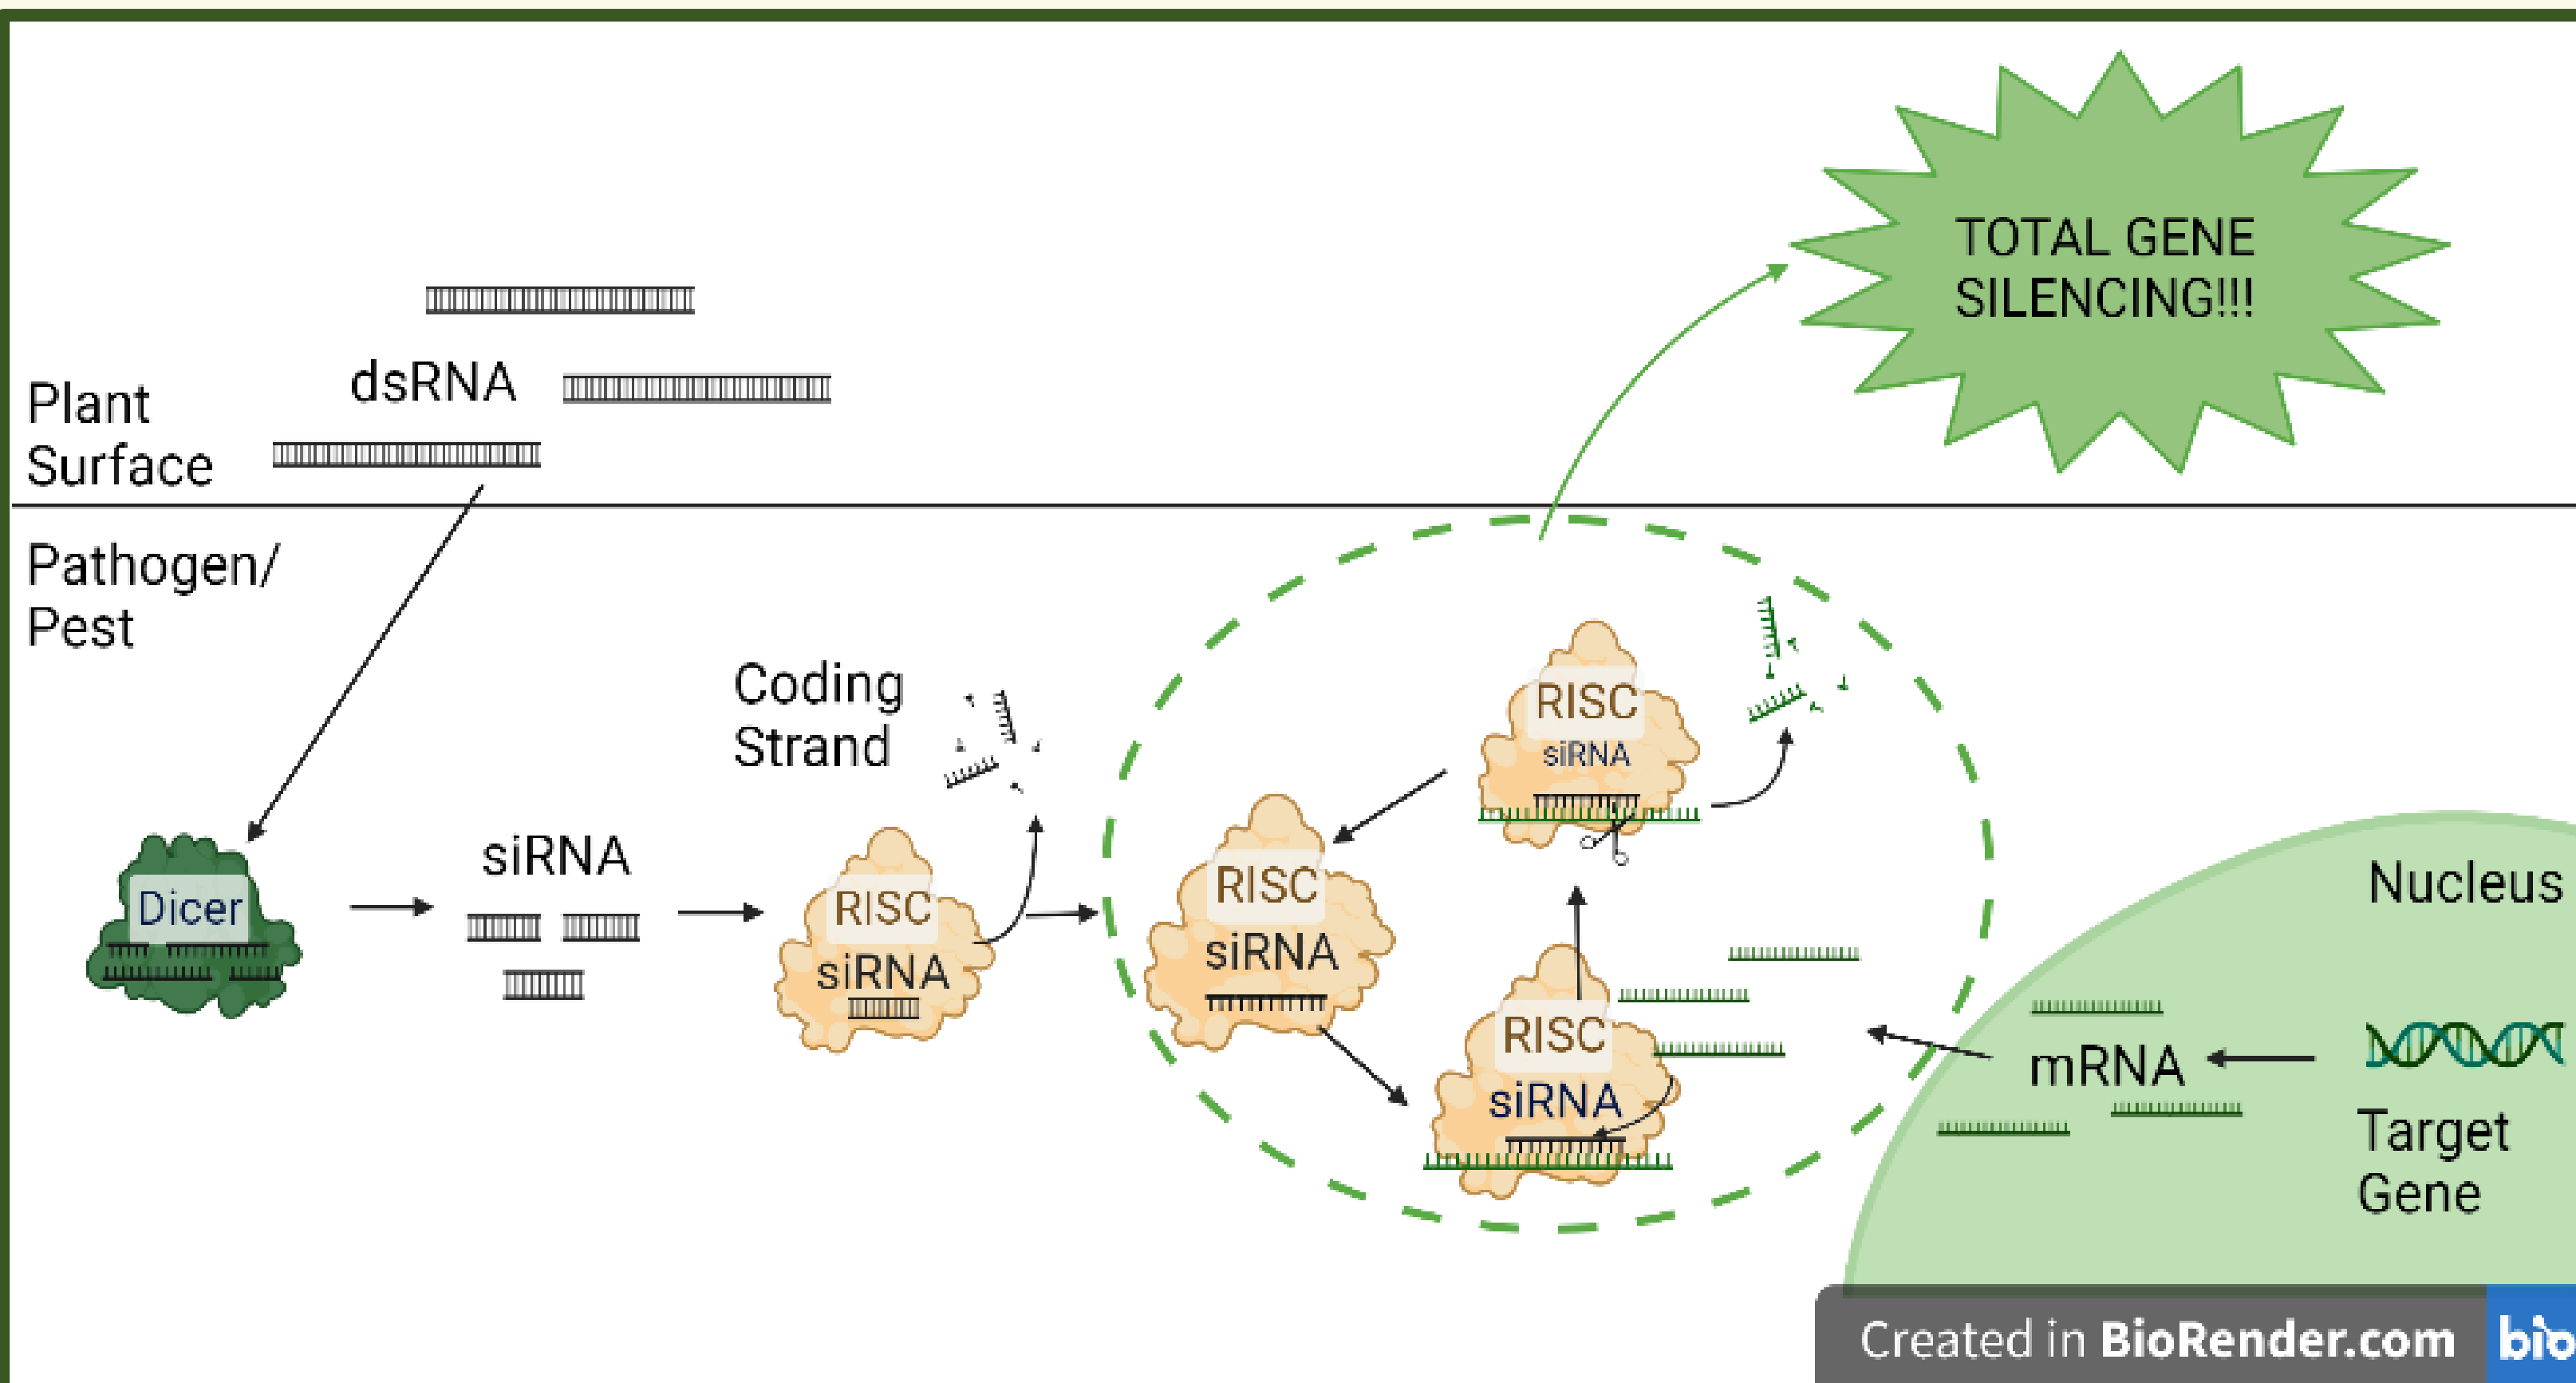 TOTAL GENE
SILENCING!!!
dsRNA
Plant
Surface
Pathogen/
Pest
Coding
Strand
RISC
siRNA
siRNA
Dicer
RISC
siRNA
RISC
siRNA
RISC
siRNA
Nucleus
mRNA
Target
Gene
Created in BioRender.com
bio